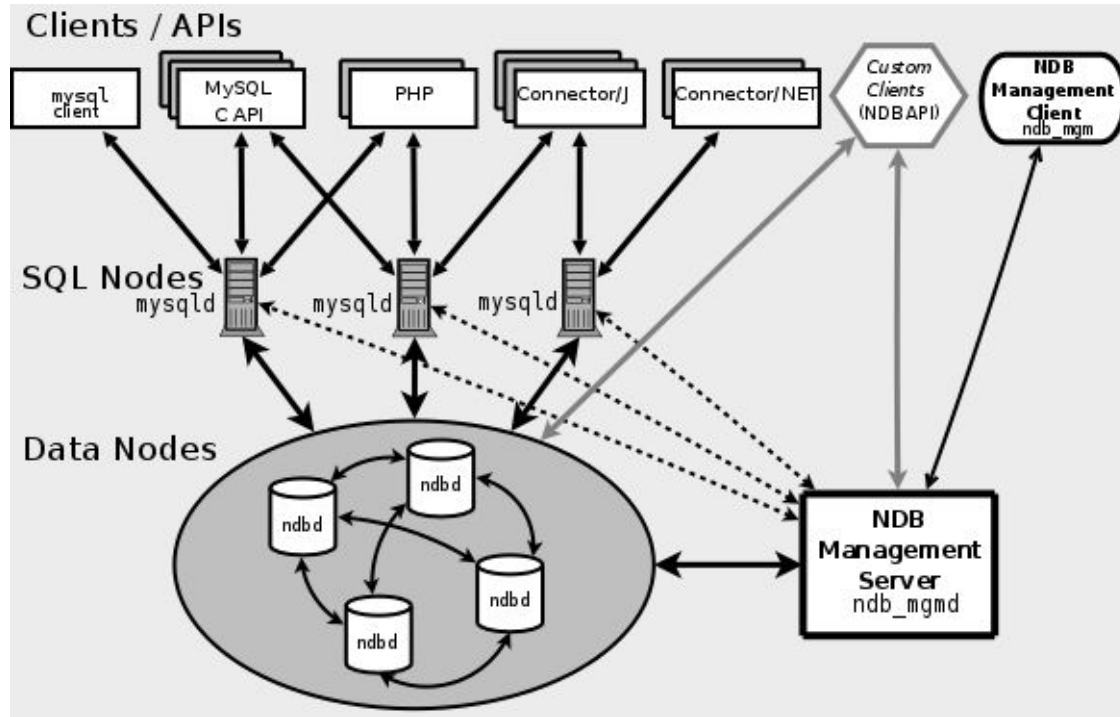 Clients / APIs
mysql
client
MySQL
C API
PHP
Connector/J
Connector/NET
Custom
Clients
(NDBAPI)
NDB
Management
Client
ndb_mgm
SQL Nodes
mysqld
mysqld
mysqld
Data Nodes
ndbd
ndbd
ndbd
ndbd
NDB
Management
Server
ndb_mgmd